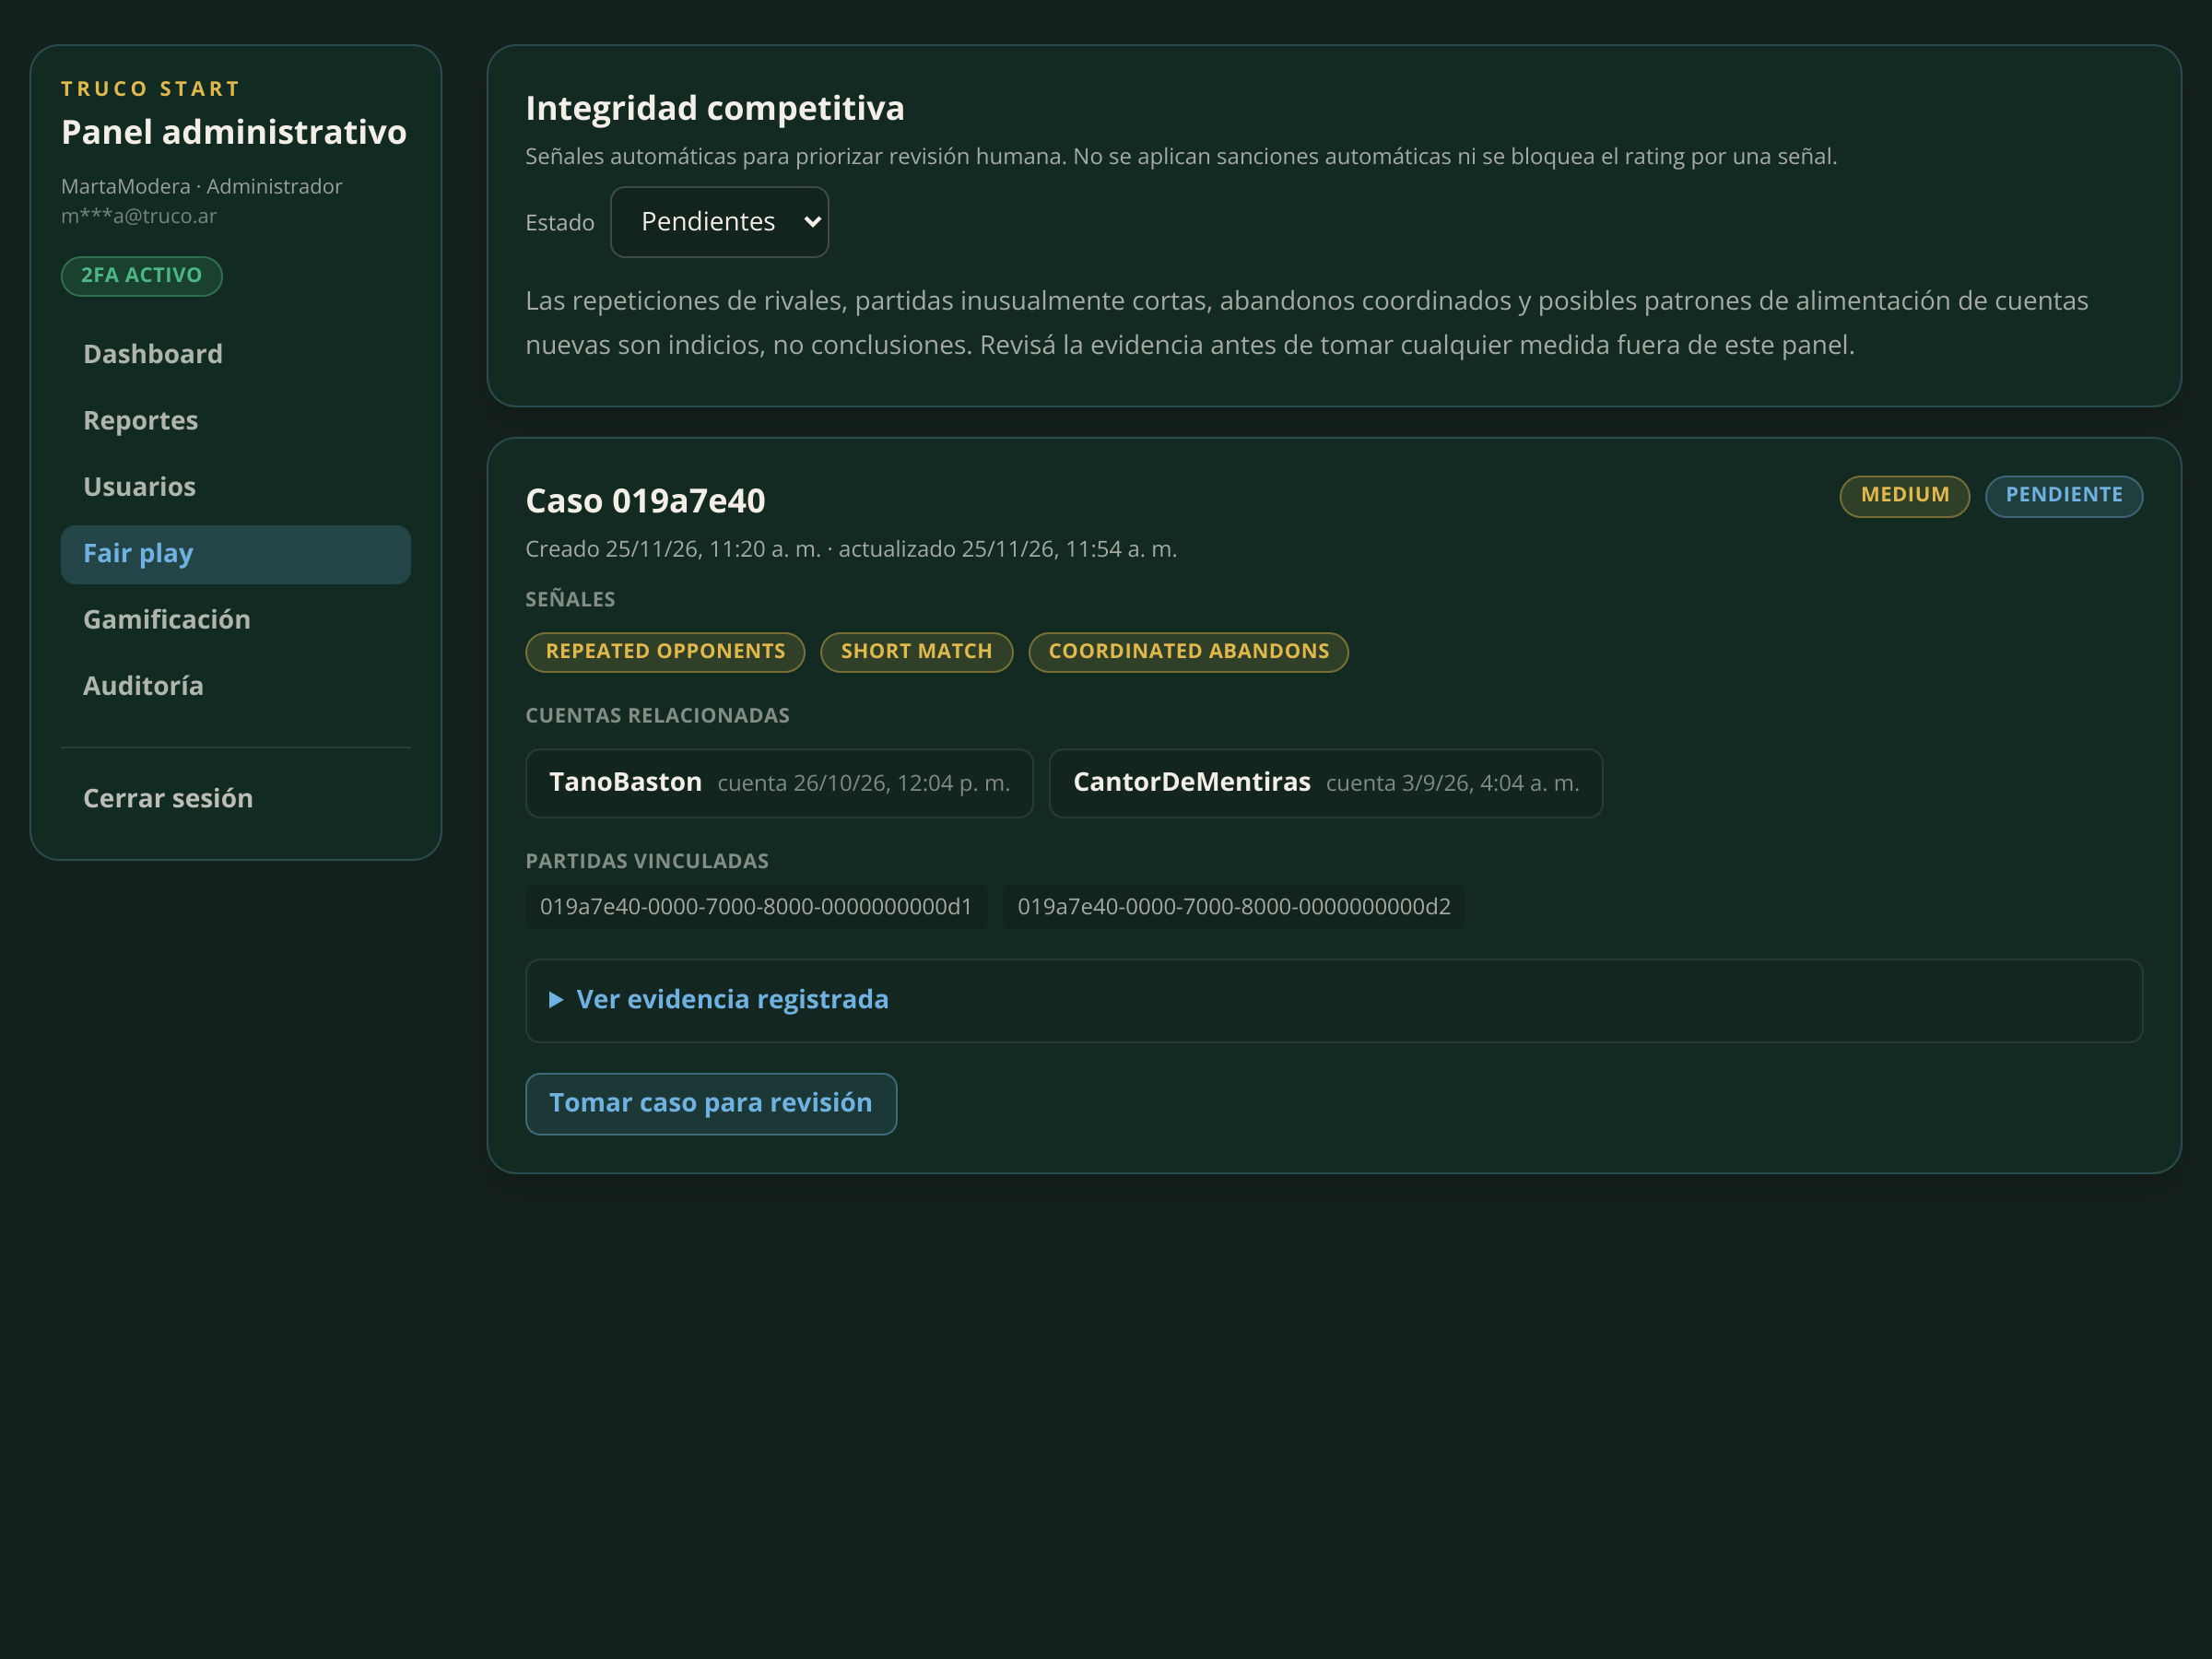 TRUCO START
Panel administrativo
MartaModera · Administrador
m***a@truco.ar
2FA ACTIVO
Dashboard
Reportes
Usuarios
Fair play
Gamificación
Auditoría
Cerrar sesión
Integridad competitiva
Señales automáticas para priorizar revisión humana. No se aplican sanciones automáticas ni se bloquea el rating por una señal.
Estado Pendientes
Las repeticiones de rivales, partidas inusualmente cortas, abandonos coordinados y posibles patrones de alimentación de cuentas
nuevas son indicios, no conclusiones. Revisá la evidencia antes de tomar cualquier medida fuera de este panel.
Caso 019a7e40
MEDIUM PENDIENTE
Creado 25/11/26, 11:20 a. m. · actualizado 25/11/26, 11:54 a. m.
SEÑALES
REPEATED OPPONENTS SHORT MATCH COORDINATED ABANDONS
CUENTAS RELACIONADAS
TanoBaston cuenta 26/10/26, 12:04 p. m. CantorDeMentiras cuenta 3/9/26, 4:04 a. m.
PARTIDAS VINCULADAS
019a7e40-0000-7000-8000-0000000000d1 019a7e40-0000-7000-8000-0000000000d2
Ver evidencia registrada
Tomar caso para revisión